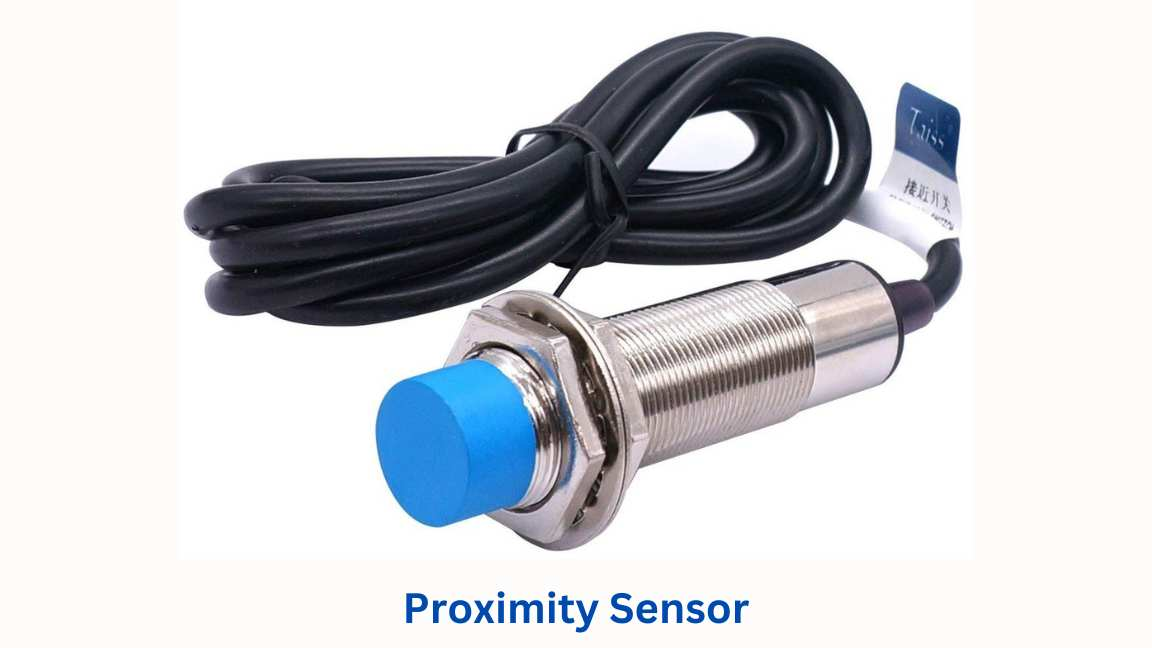 Taiss
接近开关
Proximity Sensor